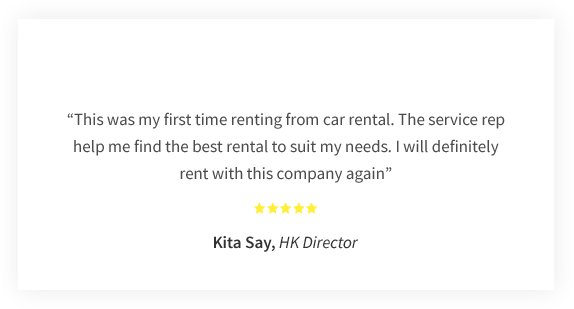 “This was my first time renting from car rental. The service rep
help me find the best rental to suit my needs. I will definitely
rent with this company again”
Kita Say, HK Director